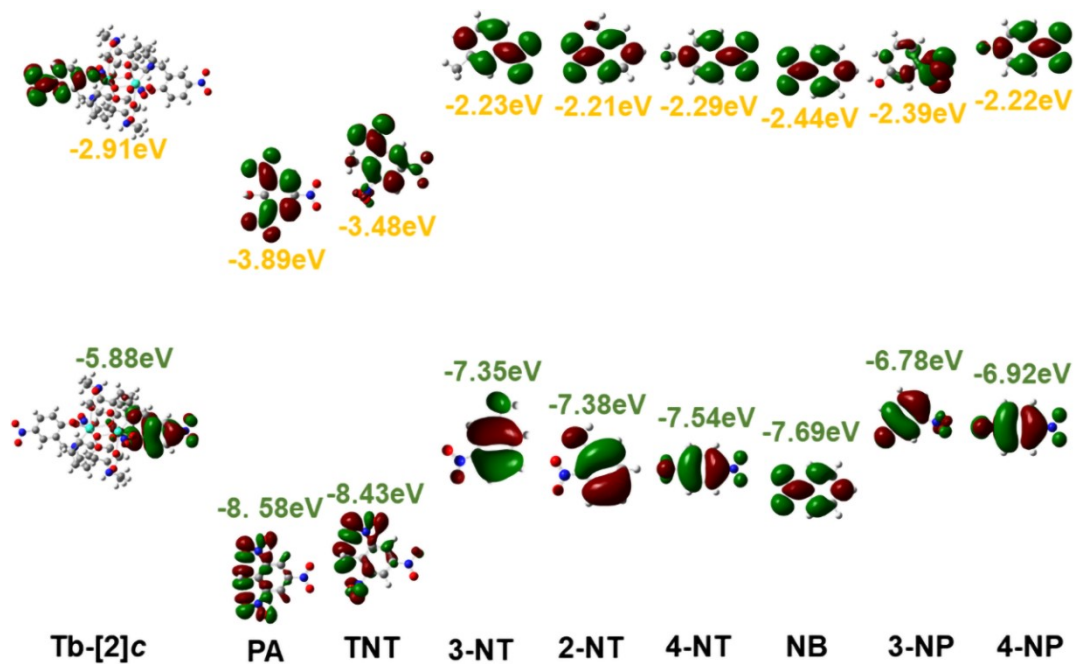 -2.23eV -2.21eV -2.29eV -2.44eV -2.39eV -2.22eV
-2.91eV
-3.48eV
-3.89eV
-5.88eV -7.35eV -7.38eV -7.54eV -7.69eV -6.78eV -6.92eV
-8. 58eV -8.43eV
Tb-[2]c PA TNT 3-NT 2-NT 4-NT NB 3-NP 4-NP